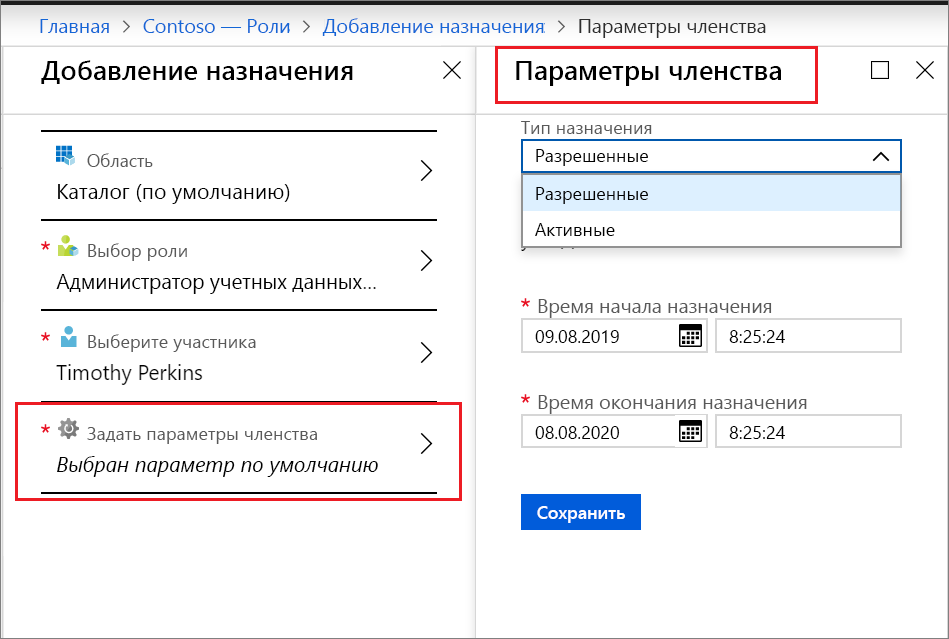 Главная > Contoso — Роли > Добавление назначения > Параметры членства
Добавление назначения
Область
Каталог (по умолчанию)
* Выбор роли
Администратор учетных данных...
* Выберите участника
Timothy Perkins
* Задать параметры членства
Выбран параметр по умолчанию
Параметры членства
Тип назначения
Разрешенные
Разрешенные
Активные
* Время начала назначения
09.08.2019 8:25:24
* Время окончания назначения
08.08.2020 8:25:24
Сохранить